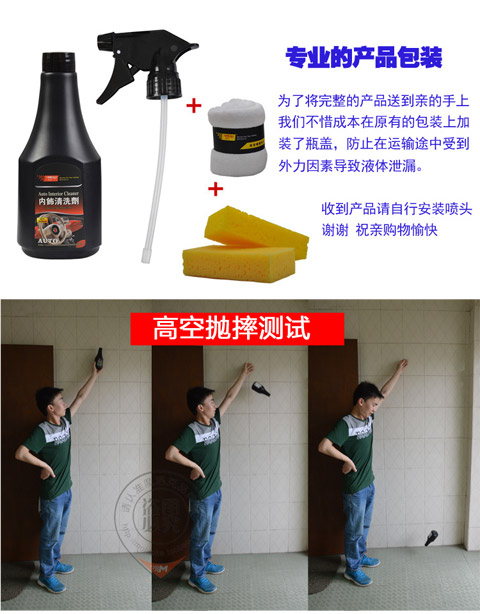 专业的产品包装
为了将完整的产品送到亲的手上
我们不惜成本在原有的包装上加
装了瓶盖，防止在运输途中受到
外力因素导致液体泄漏。
收到产品请自行安装喷头
谢谢 祝亲购物愉快
Auto Interior Cleaner
内飾清洗劑
AUTO
高空抛摔测试